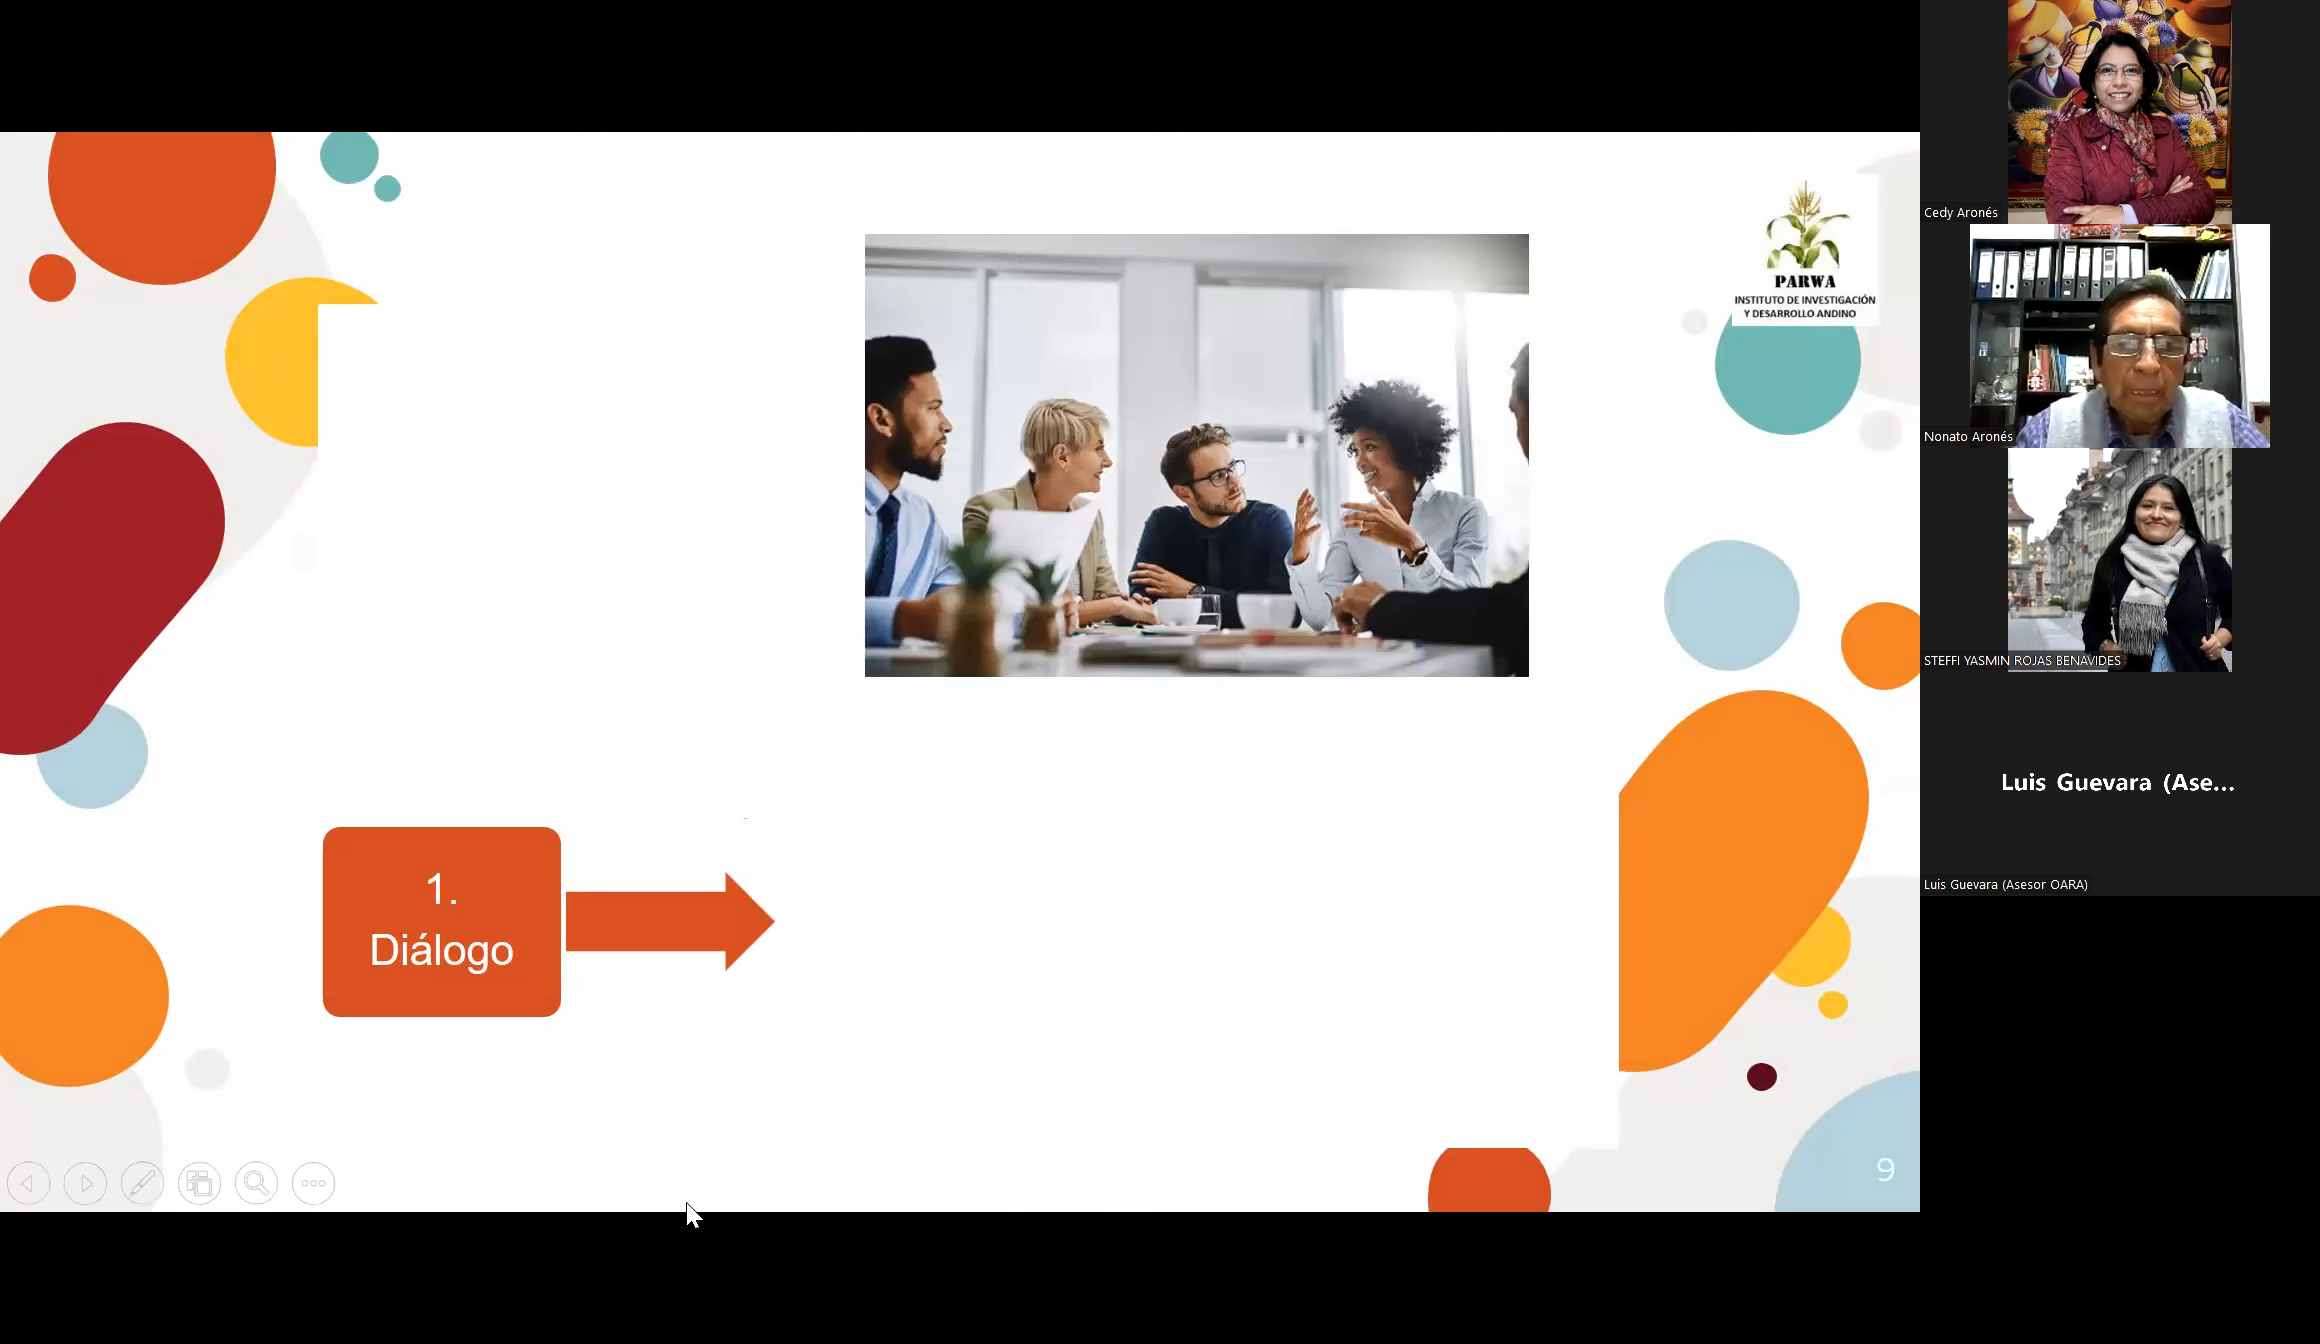 PARWA
INSTITUTO DE INVESTIGACIÓN
Y DESARROLLO ANDINO
1.
Diálogo
9
Cedy Aronés
Nonato Aronés
STEFFI YASMIN ROJAS BENAVIDES
Luis Guevara (Ase...
Luis Guevara (Asesor OARA)